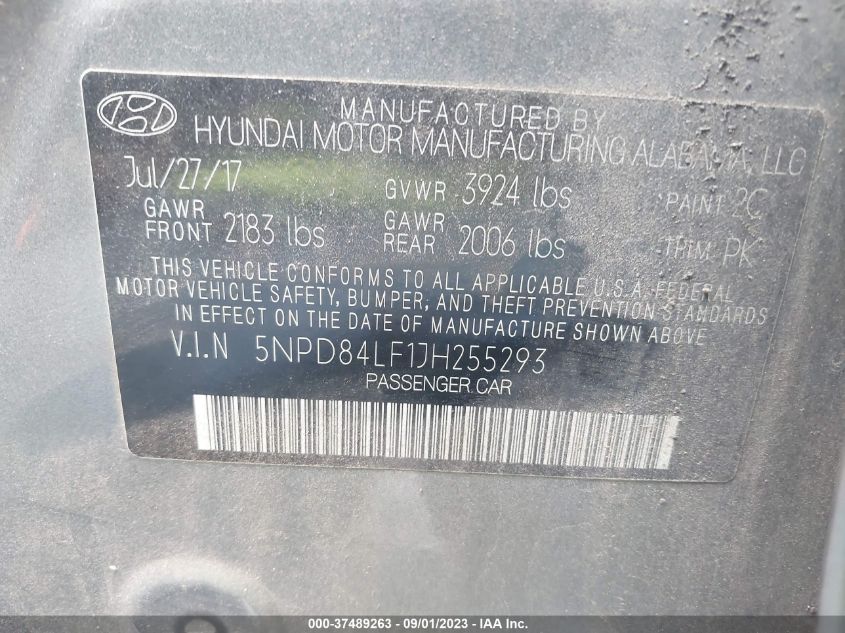 MANUFACTURED BY
HYUNDAI MOTOR MANUFACTURING ALABAMA, LLC
Jul/27/17 GVWR 3924 lbs PAINT 2C
GAWR FRONT 2183 lbs GAWR REAR 2006 lbs TRIM PK
THIS VEHICLE CONFORMS TO ALL APPLICABLE U.S.A. FEDERAL
MOTOR VEHICLE SAFETY, BUMPER, AND THEFT PREVENTION STANDARDS
IN EFFECT ON THE DATE OF MANUFACTURE SHOWN ABOVE
V.I.N 5NPD84LF1JH255293
PASSENGER CAR
000-37489263 - 09/01/2023 - IAA Inc.